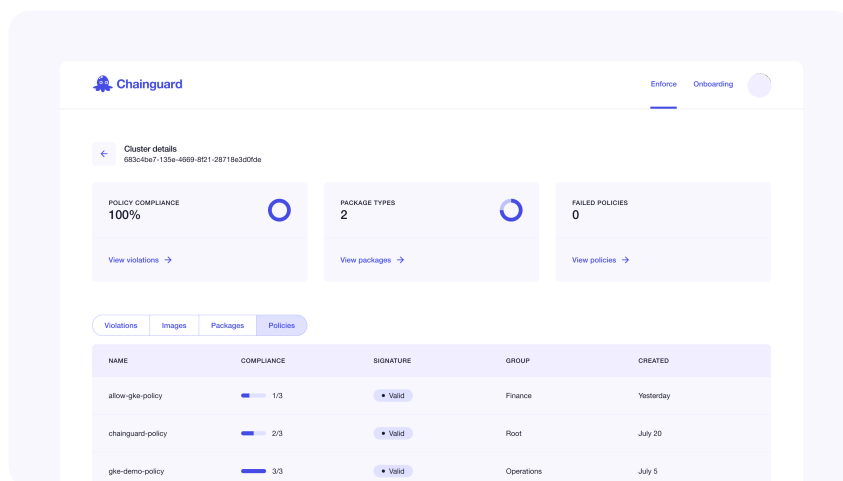 Chainguard
Enforce Onboarding
Cluster details
683c4be7-135e-4669-8f21-28718e3d0fde
POLICY COMPLIANCE
100%
View violations
PACKAGE TYPES
2
View packages
FAILED POLICIES
0
View policies
Violations Images Packages Policies
NAME COMPLIANCE SIGNATURE GROUP CREATED
allow-gke-policy 1/3 Valid Finance Yesterday
chainguard-policy 2/3 Valid Root July 20
gke-demo-policy 3/3 Valid Operations July 5